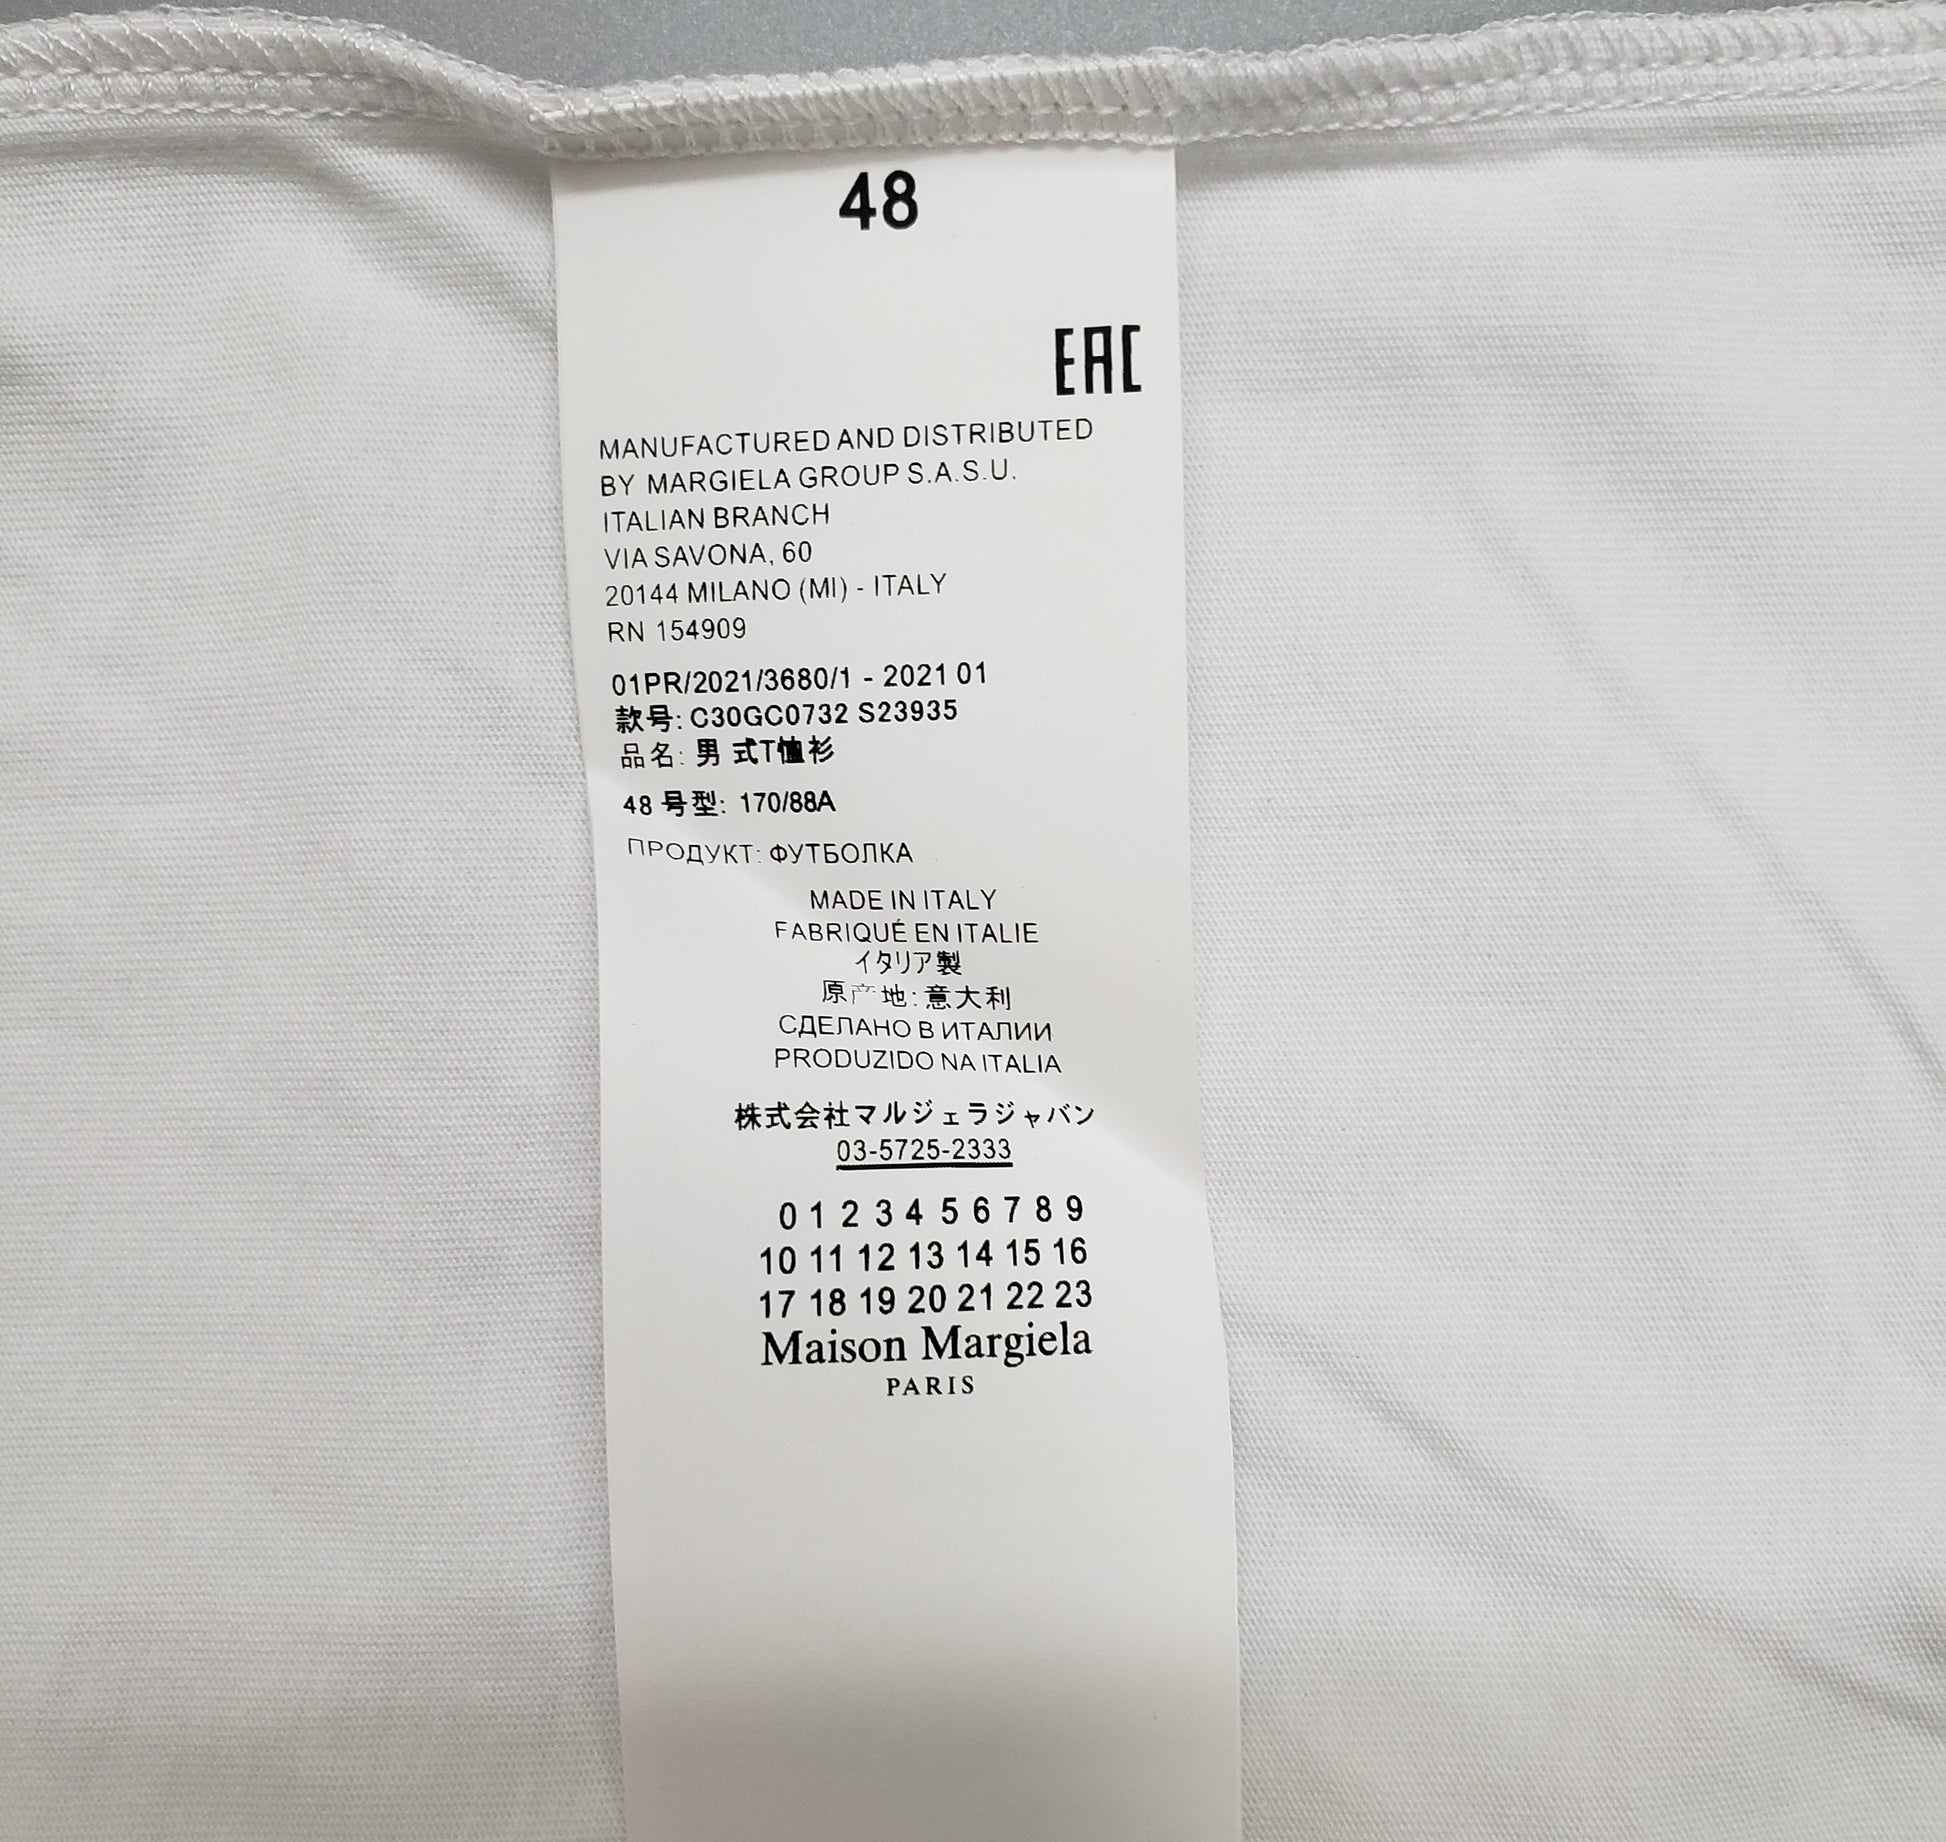 48
EAC
MANUFACTURED AND DISTRIBUTED
BY MARGIELA GROUP S.A.S.U.
ITALIAN BRANCH
VIA SAVONA, 60
20144 MILANO (MI) - ITALY
RN 154909
01PR/2021/3680/1 - 2021 01
款号: C30GC0732 S23935
品名: 男 式T恤衫
48 号型: 170/88A
ПРОДУКТ: ФУТБОЛКА
MADE IN ITALY
FABRIQUÉ EN ITALIE
イタリア製
原产地: 意大利
СДЕЛАНО В ИТАЛИИ
PRODUZIDO NA ITALIA
株式会社マルジェラジャパン
03-5725-2333
0 1 2 3 4 5 6 7 8 9
10 11 12 13 14 15 16
17 18 19 20 21 22 23
Maison Margiela
PARIS